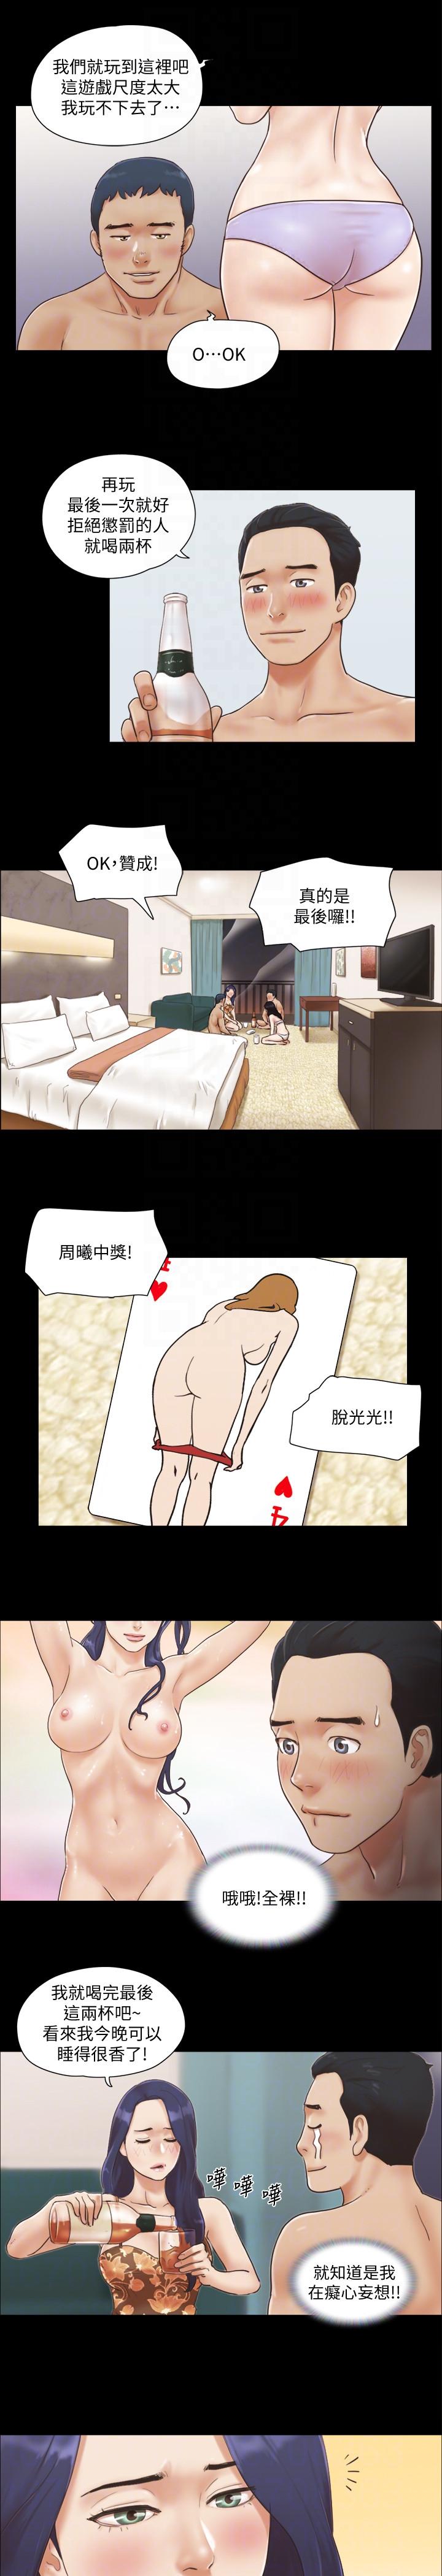 我們就玩到這裡吧
這遊戲尺度太大
我玩不下去了…
O…OK
再玩
最後一次就好
拒絕懲罰的人
就喝兩杯
OK，贊成!
真的是
最後囉!!
周曦中獎!
脫光光!!
4
哦哦!全裸!!
我就喝完最後
這兩杯吧~
看來我今晚可以
睡得很香了!
嘩 嘩 嘩
就知道是我
在癡心妄想!!